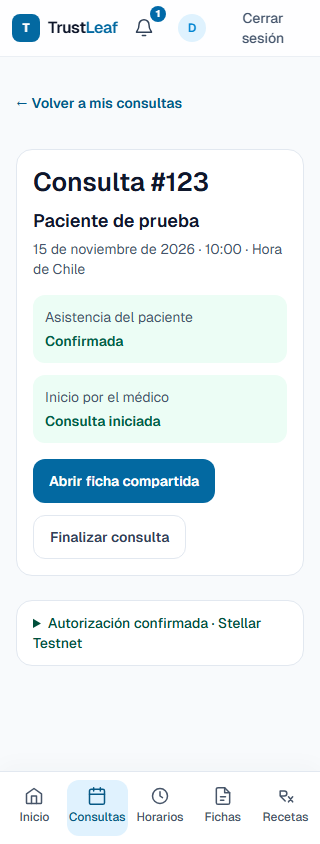 T TrustLeaf 1 D Cerrar
sesión
← Volver a mis consultas
Consulta #123
Paciente de prueba
15 de noviembre de 2026 · 10:00 · Hora
de Chile
Asistencia del paciente
Confirmada
Inicio por el médico
Consulta iniciada
Abrir ficha compartida
Finalizar consulta
▶ Autorización confirmada · Stellar
Testnet
Inicio Consultas Horarios Fichas Recetas